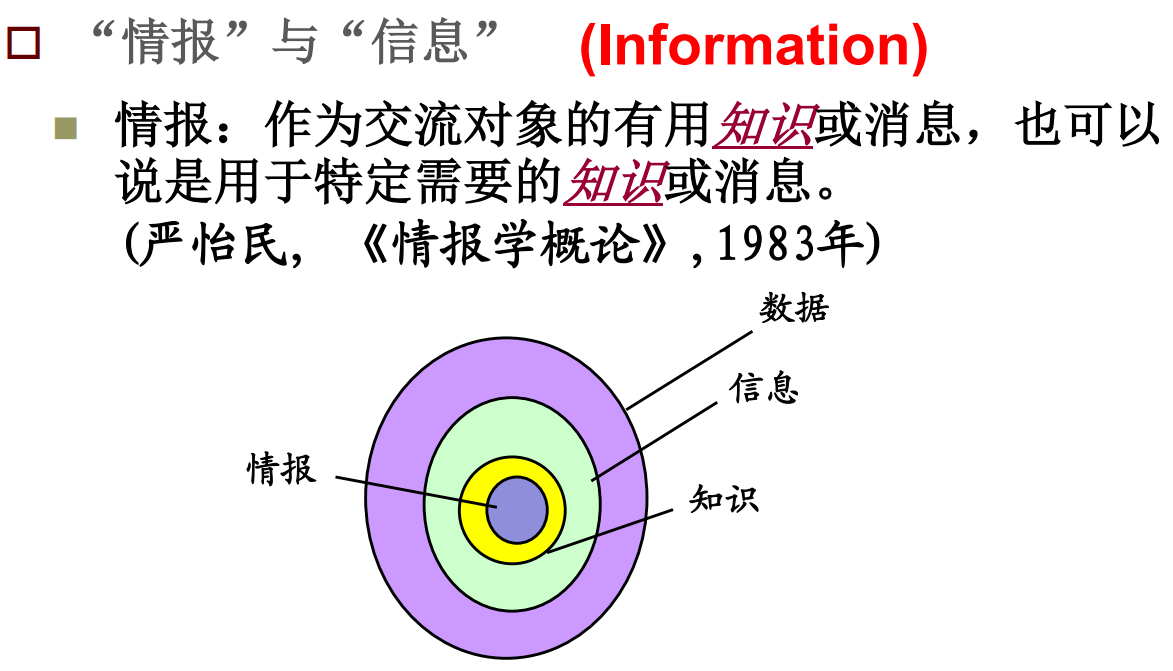 “情报”与“信息” (Information)
情报：作为交流对象的有用知识或消息，也可以
说是用于特定需要的知识或消息。
(严怡民, 《情报学概论》,1983年)
数据
信息
情报
知识